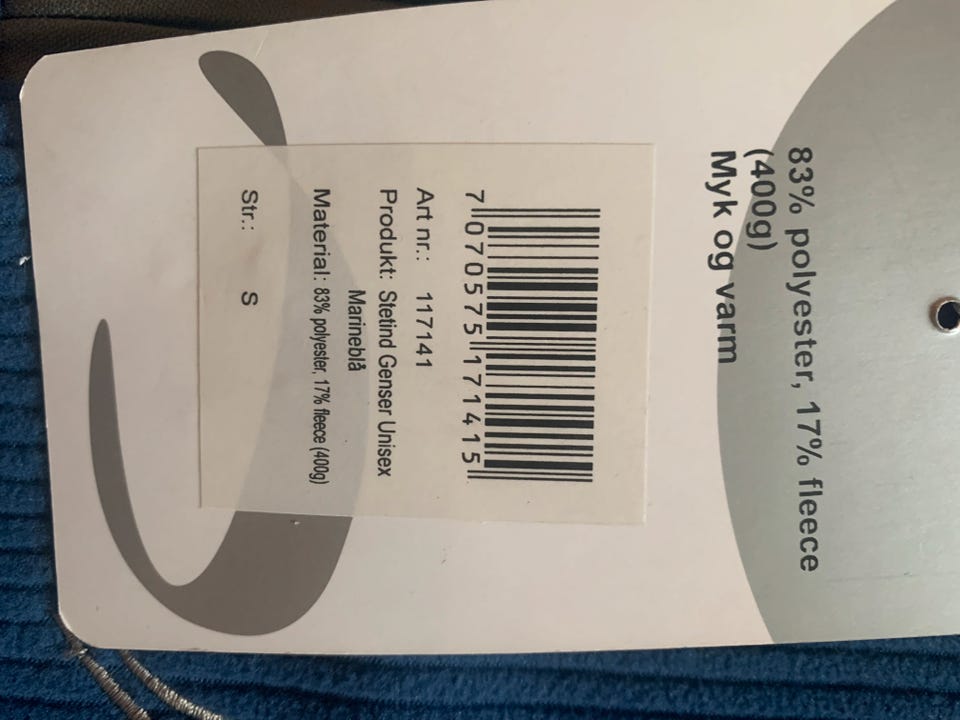 83% polyester, 17% fleece
(400g)
Myk og varm
7 070575 171415
Art nr.: 117141
Produkt: Stetind Genser Unisex
Marineblå
Material: 83% polyester, 17% fleece (400g)
Str.: S